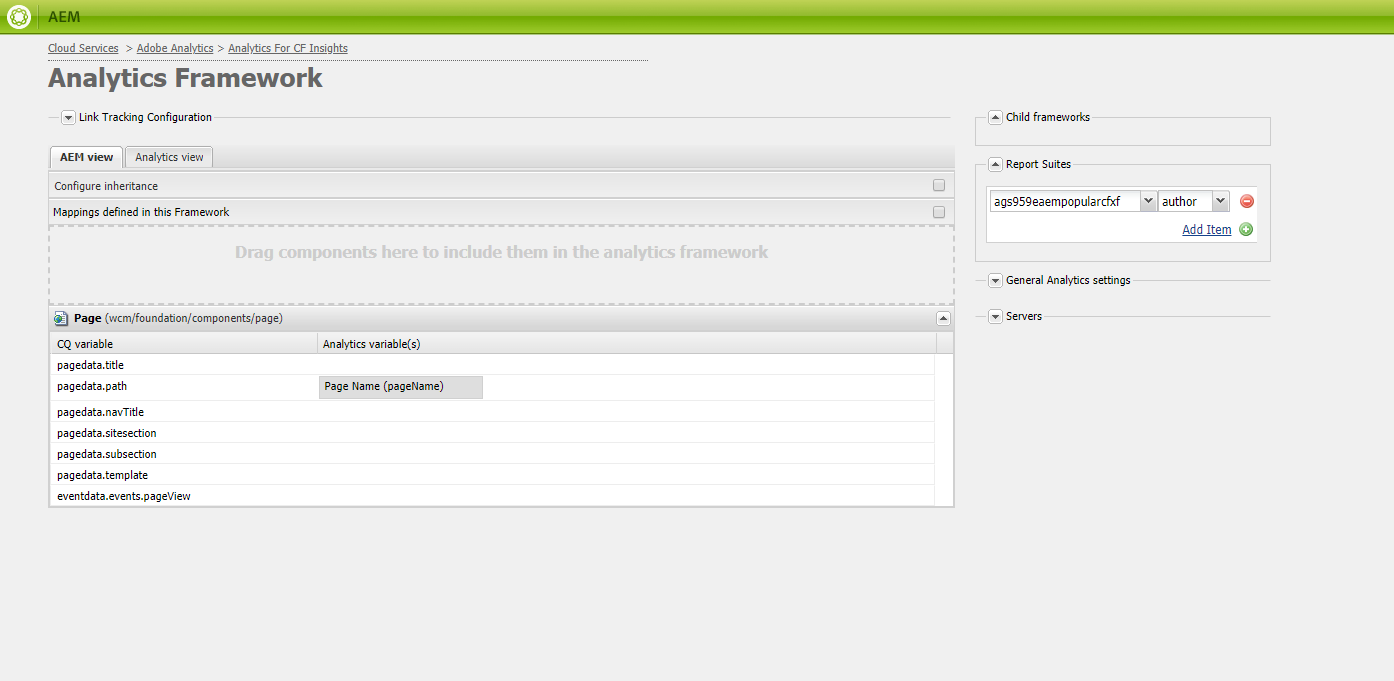 AEM
Cloud Services > Adobe Analytics > Analytics For CF Insights
Analytics Framework
Link Tracking Configuration
AEM view
Analytics view
Configure inheritance
Mappings defined in this Framework
Drag components here to include them in the analytics framework
Page (wcm/foundation/components/page)
CQ variable Analytics variable(s)
pagedata.title
pagedata.path Page Name (pageName)
pagedata.navTitle
pagedata.sitesection
pagedata.subsection
pagedata.template
eventdata.events.pageView
Child frameworks
Report Suites
ags959eaempopularcfxf author
Add Item
General Analytics settings
Servers